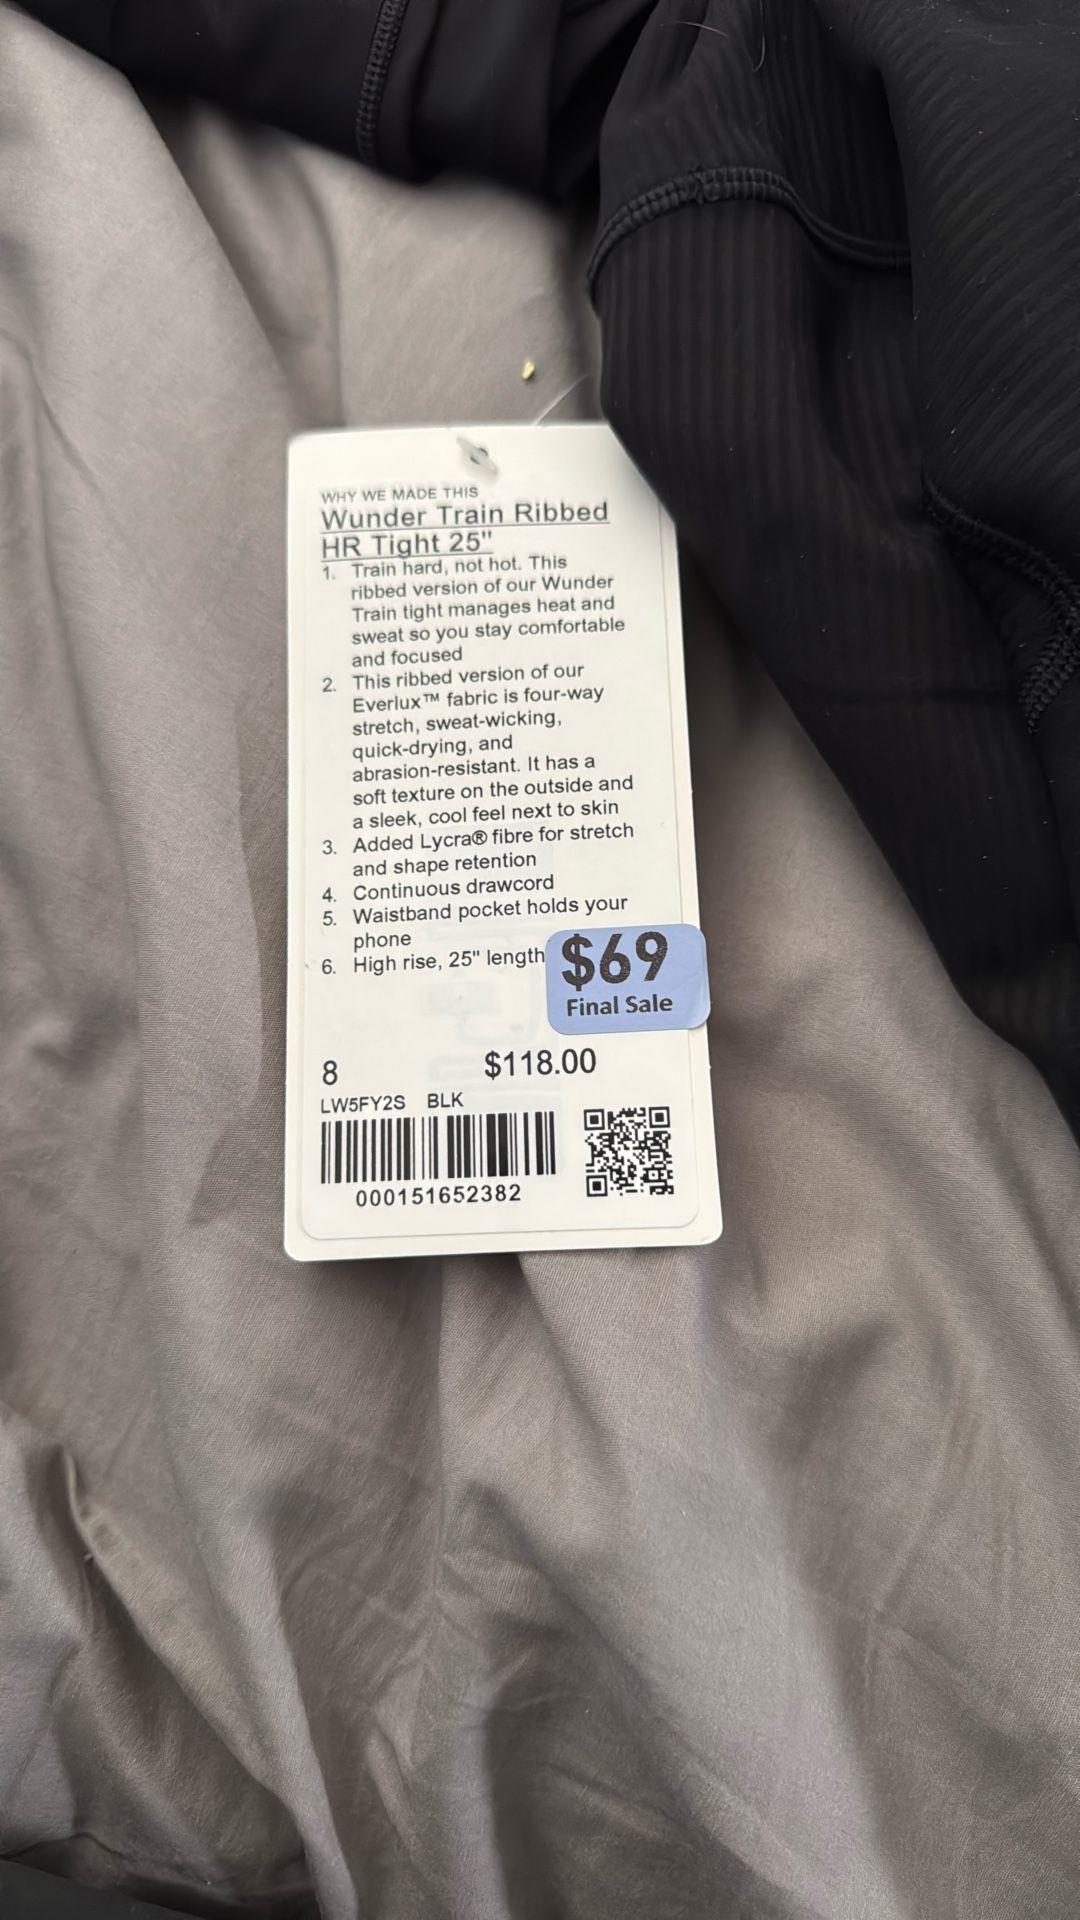 WHY WE MADE THIS
Wunder Train Ribbed
HR Tight 25"
1. Train hard, not hot. This
ribbed version of our Wunder
Train tight manages heat and
sweat so you stay comfortable
and focused
2. This ribbed version of our
Everlux™ fabric is four-way
stretch, sweat-wicking,
quick-drying, and
abrasion-resistant. It has a
soft texture on the outside and
a sleek, cool feel next to skin
3. Added Lycra® fibre for stretch
and shape retention
4. Continuous drawcord
5. Waistband pocket holds your
phone
6. High rise, 25" length
$69
Final Sale
8 $118.00
LW5FY2S BLK
000151652382